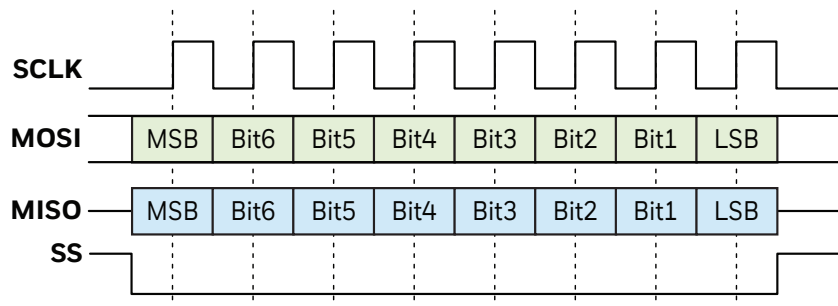 SCLK
MOSI MSB Bit6 Bit5 Bit4 Bit3 Bit2 Bit1 LSB
MISO MSB Bit6 Bit5 Bit4 Bit3 Bit2 Bit1 LSB
SS